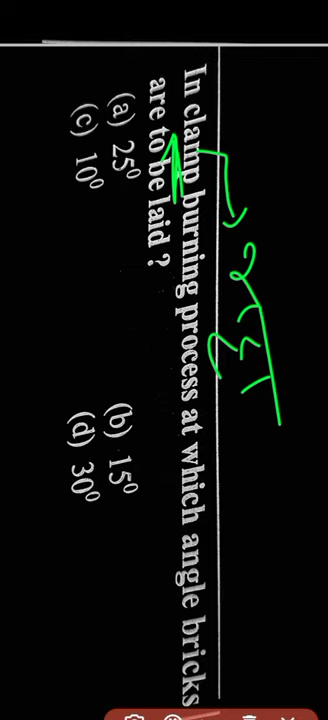 In clamp burning process at which angle bricks
are to be laid ?
(a) 25⁰ (b) 15⁰
(c) 10⁰ (d) 30⁰